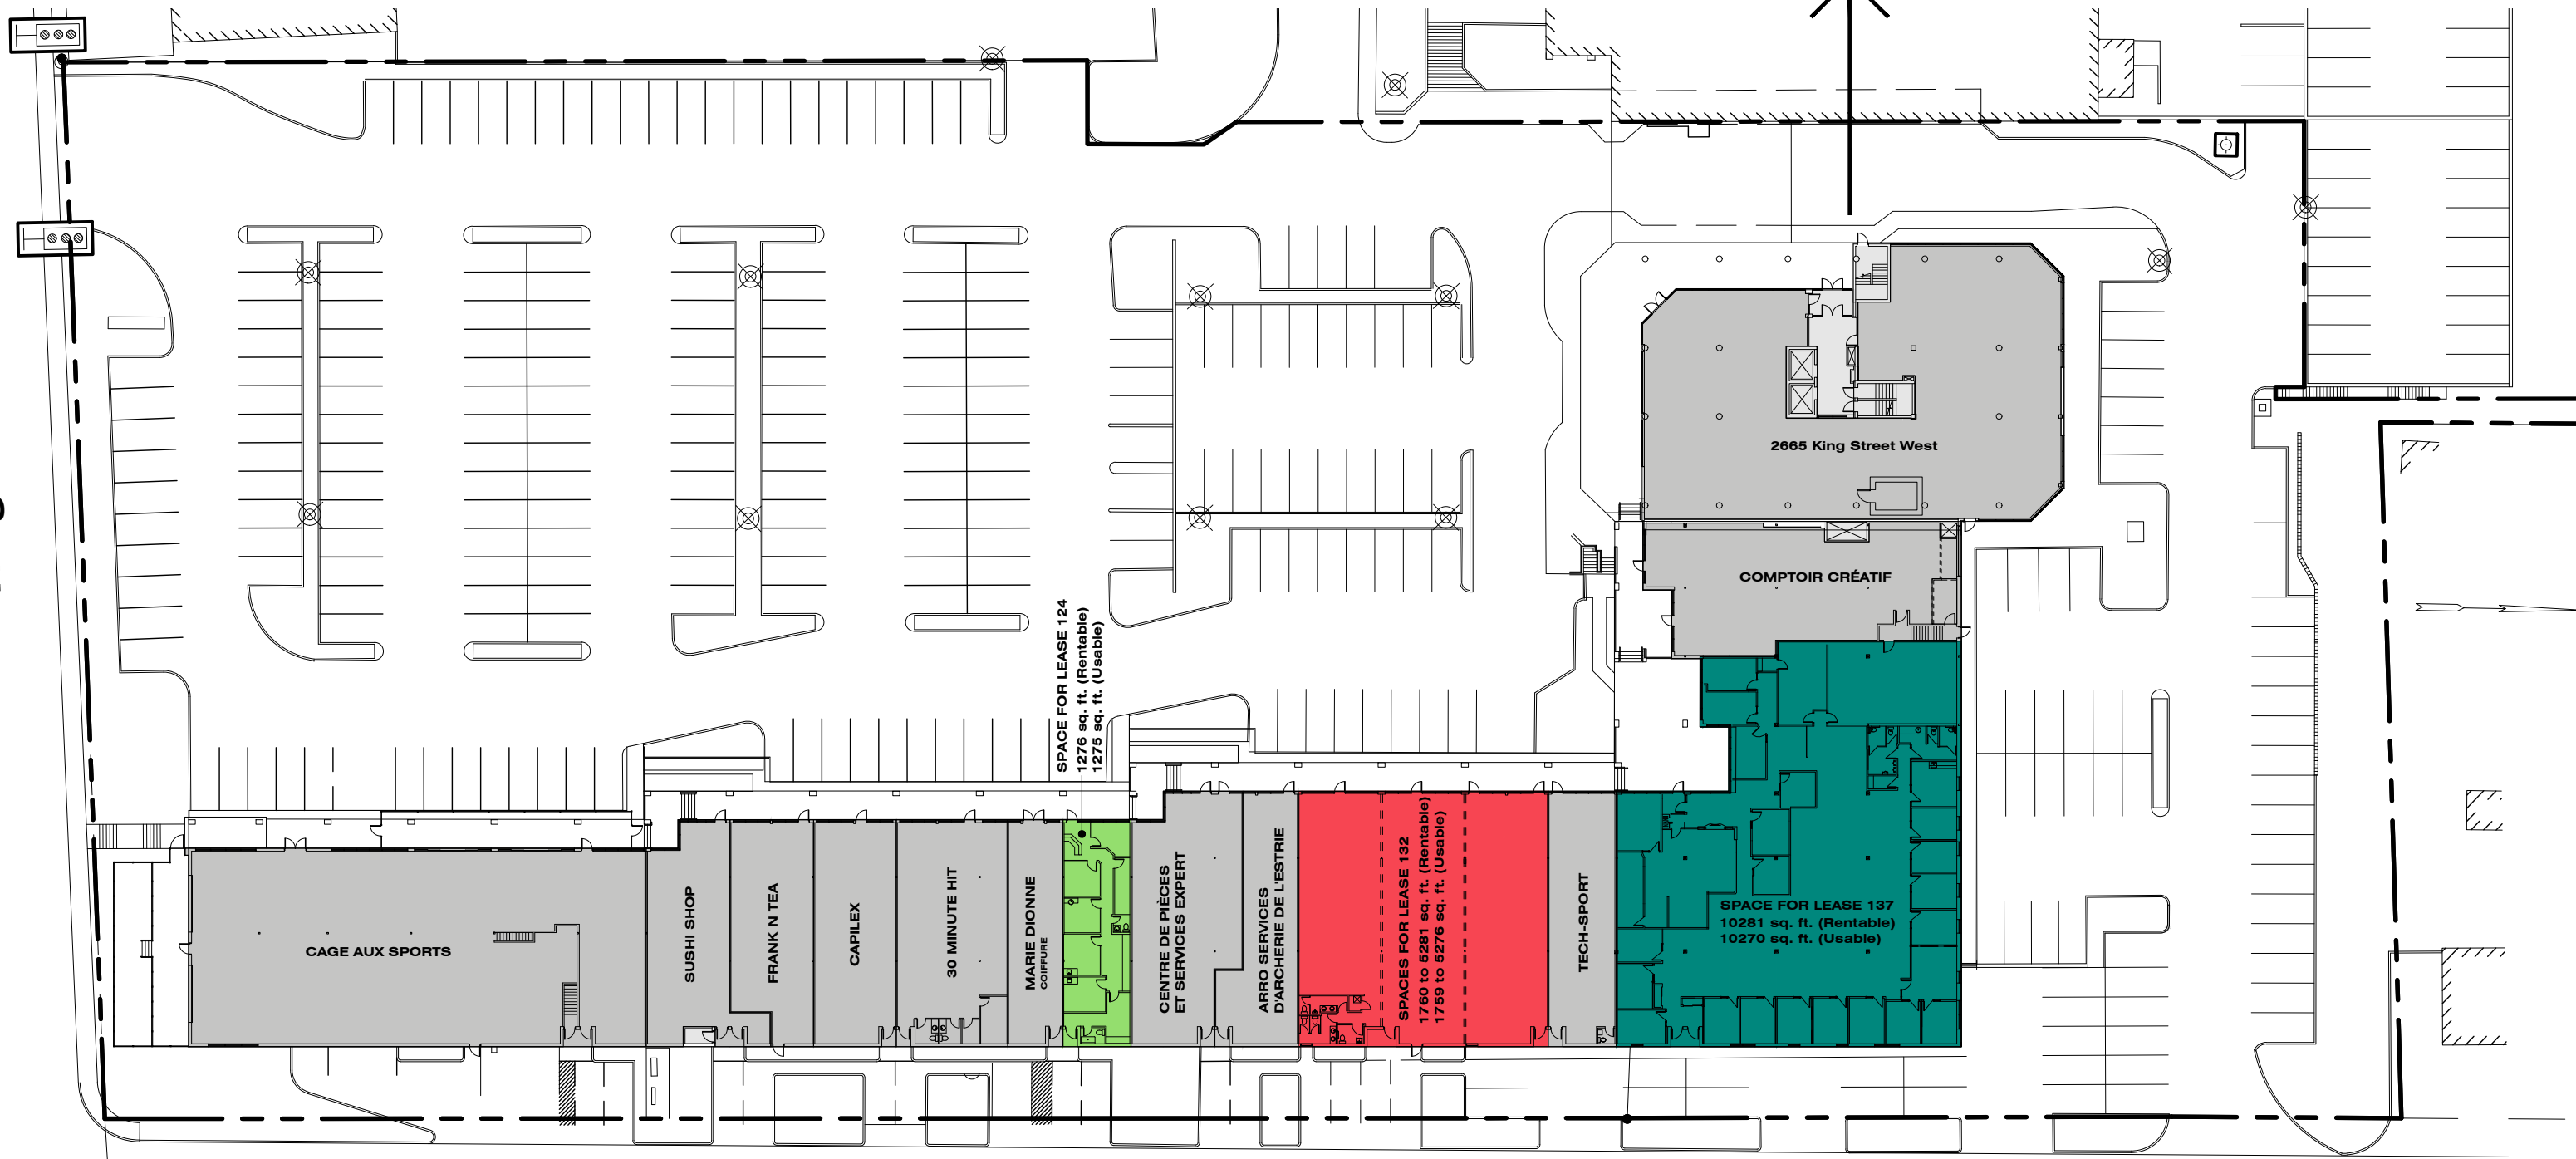 2665 King Street West
COMPTOIR CRÉATIF
SPACE FOR LEASE 124
1276 sq. ft. (Rentable)
1275 sq. ft. (Usable)
CAGE AUX SPORTS
SUSHI SHOP
FRANK N TEA
CAPILEX
30 MINUTE HIT
MARIE DIONNE
COIFFURE
CENTRE DE PIÈCES
ET SERVICES EXPERT
ARRO SERVICES
D'ARCHERIE DE L'ESTRIE
SPACES FOR LEASE 132
1760 to 5281 sq. ft. (Rentable)
1759 to 5276 sq. ft. (Usable)
TECH-SPORT
SPACE FOR LEASE 137
10281 sq. ft. (Rentable)
10270 sq. ft. (Usable)